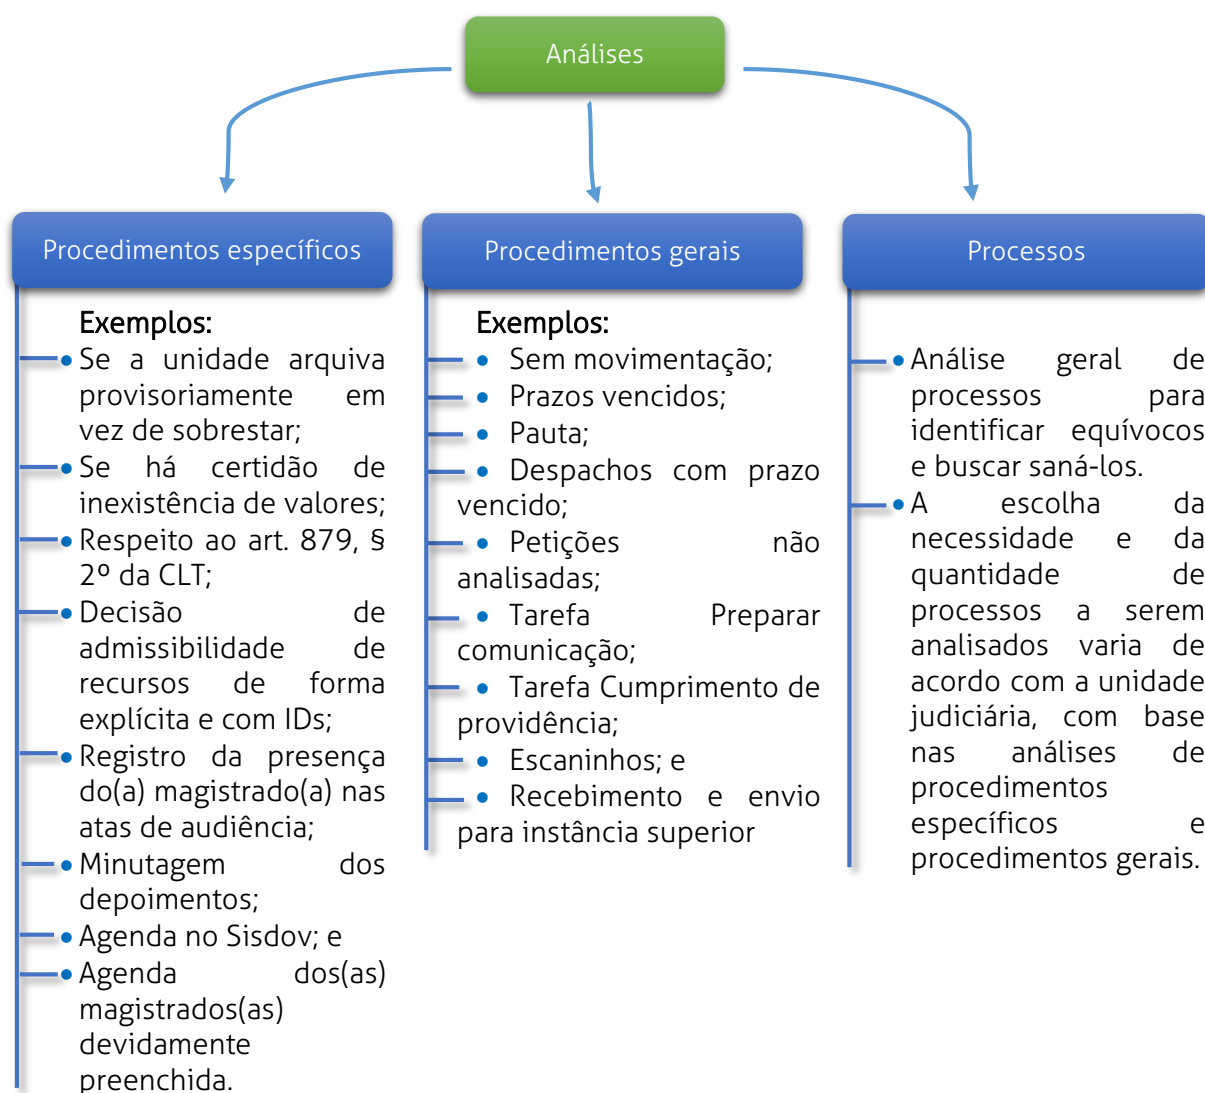 Análises
Procedimentos específicos
Exemplos:
• Se a unidade arquiva
provisoriamente em
vez de sobrestar;
• Se há certidão de
inexistência de valores;
• Respeito ao art. 879, §
2º da CLT;
• Decisão de
admissibilidade de
recursos de forma
explícita e com IDs;
• Registro da presença
do(a) magistrado(a) nas
atas de audiência;
• Minutagem dos
depoimentos;
• Agenda no Sisdov; e
• Agenda dos(as)
magistrados(as)
devidamente
preenchida.
Procedimentos gerais
Exemplos:
• Sem movimentação;
• Prazos vencidos;
• Pauta;
• Despachos com prazo
vencido;
• Petições não
analisadas;
• Tarefa Preparar
comunicação;
• Tarefa Cumprimento de
providência;
• Escaninhos; e
• Recebimento e envio
para instância superior
Processos
• Análise geral de
processos para
identificar equívocos
e buscar saná-los.
• A escolha da
necessidade e da
quantidade de
processos a serem
analisados varia de
acordo com a unidade
judiciária, com base
nas análises de
procedimentos
específicos e
procedimentos gerais.